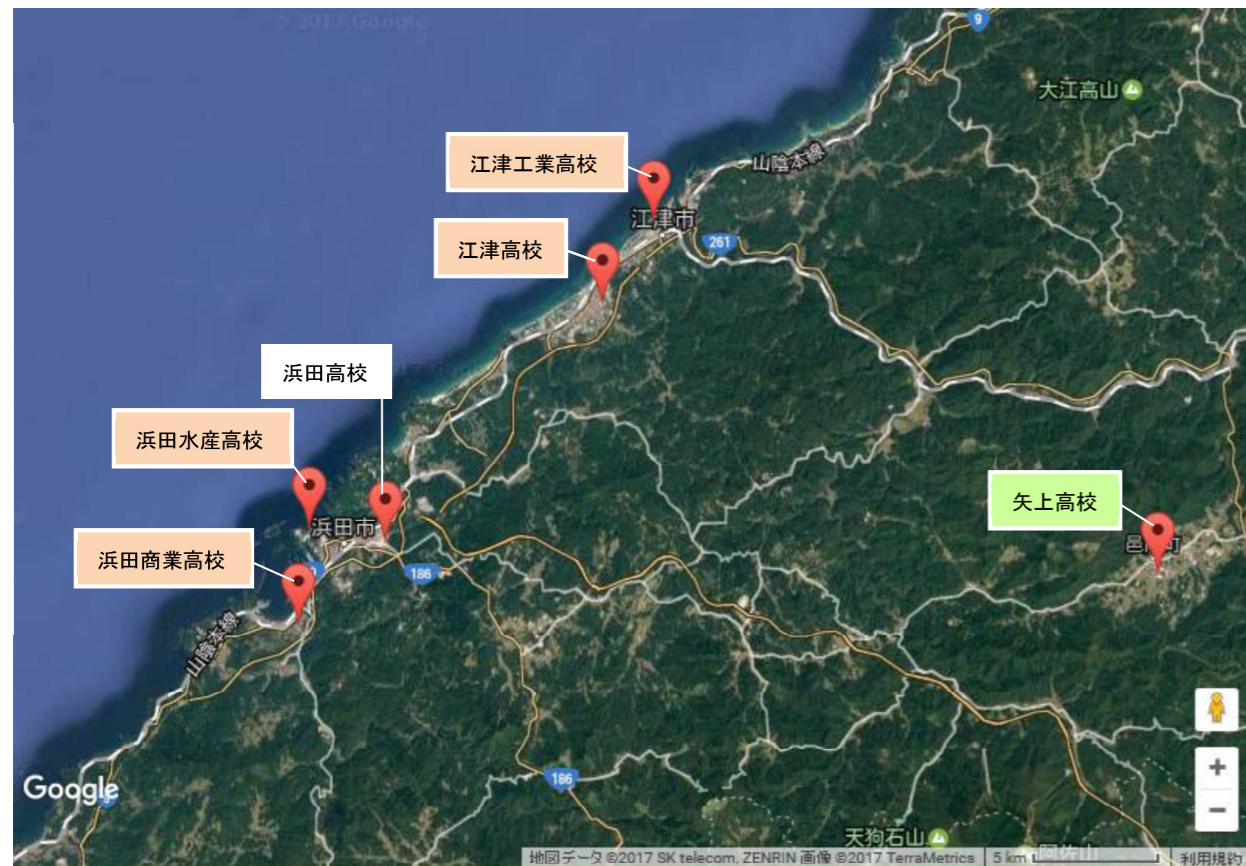 © 2017 Google
9
大江高山
江津工業高校
山陰本線
江津市
261
江津高校
浜田高校
浜田水産高校
矢上高校
浜田市
浜田商業高校
186
山陰本線
186
Google
天狗石山
阿佐山
地図データ ©2017 SK telecom, ZENRIN 画像 ©2017 TerraMetrics
5 km
利用規約